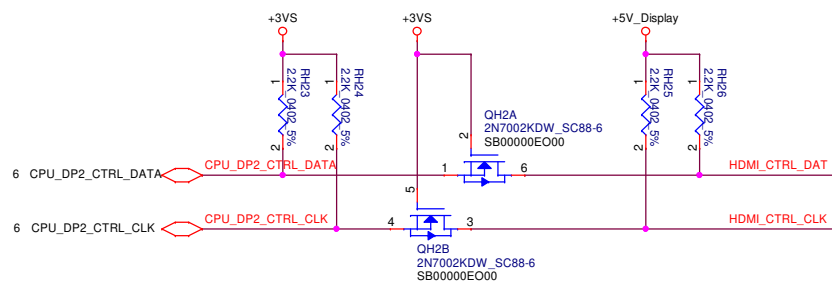 +3VS
+3VS
+5V_Display
1
RH23
2.2K_0402_5%
2
1
RH24
2.2K_0402_5%
2
1
RH25
2.2K_0402_5%
2
1
RH26
2.2K_0402_5%
2
QH2A
2N7002KDW_SC88-6
SB00000EO00
2
6 CPU_DP2_CTRL_DATA
CPU_DP2_CTRL_DATA
1
6
HDMI_CTRL_DAT
5
6 CPU_DP2_CTRL_CLK
CPU_DP2_CTRL_CLK
4
3
HDMI_CTRL_CLK
QH2B
2N7002KDW_SC88-6
SB00000EO00